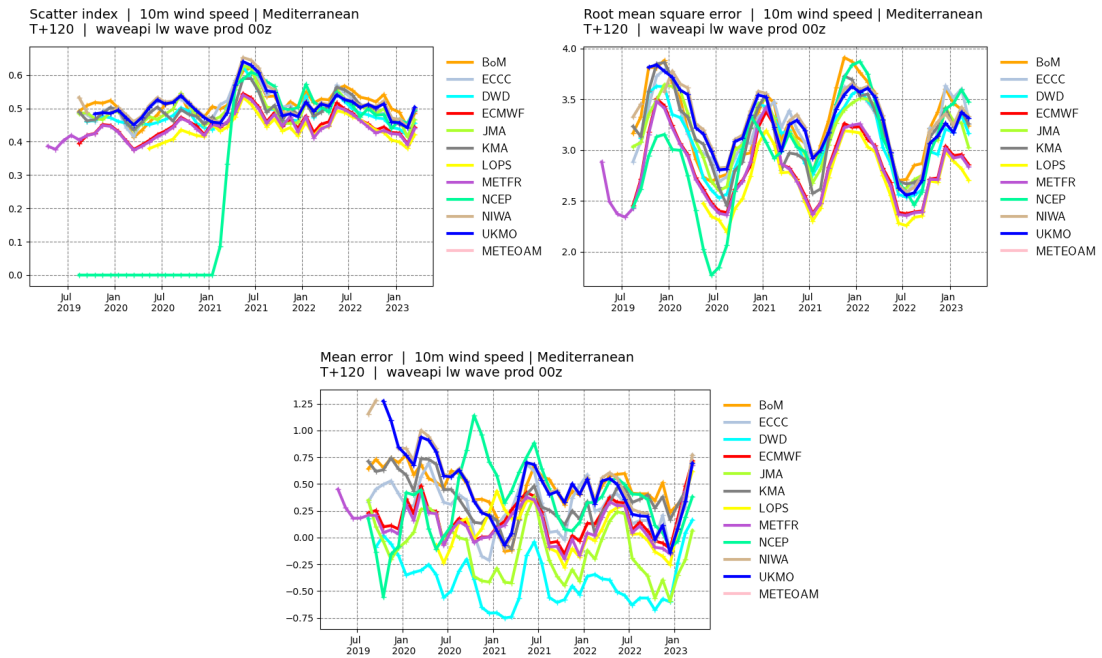 Scatter index | 10m wind speed | Mediterranean
T+120 | waveapi lw wave prod 00z
0.6
0.5
0.4
0.3
0.2
0.1
0.0
Jul 2019
Jan 2020
Jul 2020
Jan 2021
Jul 2021
Jan 2022
Jul 2022
Jan 2023
BoM
ECCC
DWD
ECMWF
JMA
KMA
LOPS
METFR
NCEP
NIWA
UKMO
METEOAM
Root mean square error | 10m wind speed | Mediterranean
T+120 | waveapi lw wave prod 00z
4.0
3.5
3.0
2.5
2.0
Jul 2019
Jan 2020
Jul 2020
Jan 2021
Jul 2021
Jan 2022
Jul 2022
Jan 2023
BoM
ECCC
DWD
ECMWF
JMA
KMA
LOPS
METFR
NCEP
NIWA
UKMO
METEOAM
Mean error | 10m wind speed | Mediterranean
T+120 | waveapi lw wave prod 00z
1.25
1.00
0.75
0.50
0.25
0.00
−0.25
−0.50
−0.75
Jul 2019
Jan 2020
Jul 2020
Jan 2021
Jul 2021
Jan 2022
Jul 2022
Jan 2023
BoM
ECCC
DWD
ECMWF
JMA
KMA
LOPS
METFR
NCEP
NIWA
UKMO
METEOAM